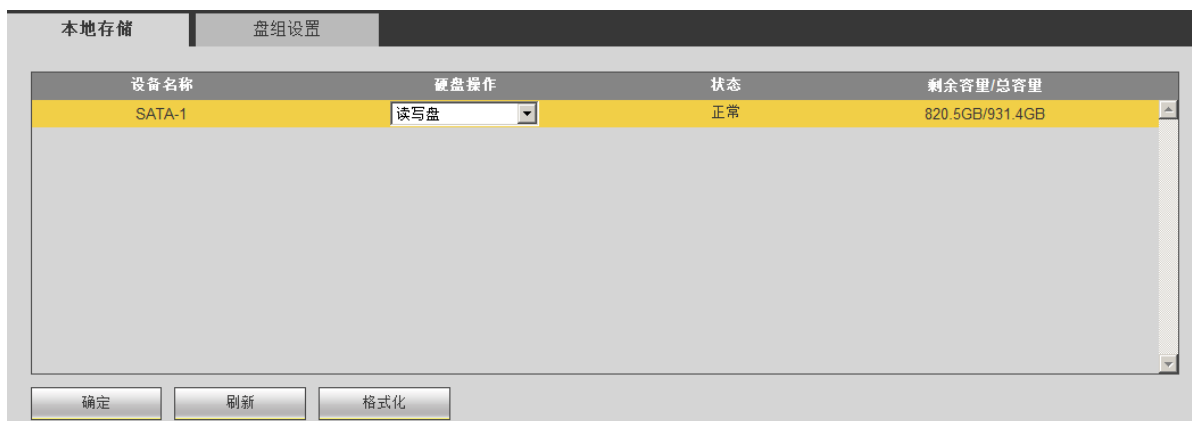 本地存储 盘组设置
设备名称 硬盘操作 状态 剩余容量/总容量
SATA-1 读写盘 正常 820.5GB/931.4GB
确定 刷新 格式化